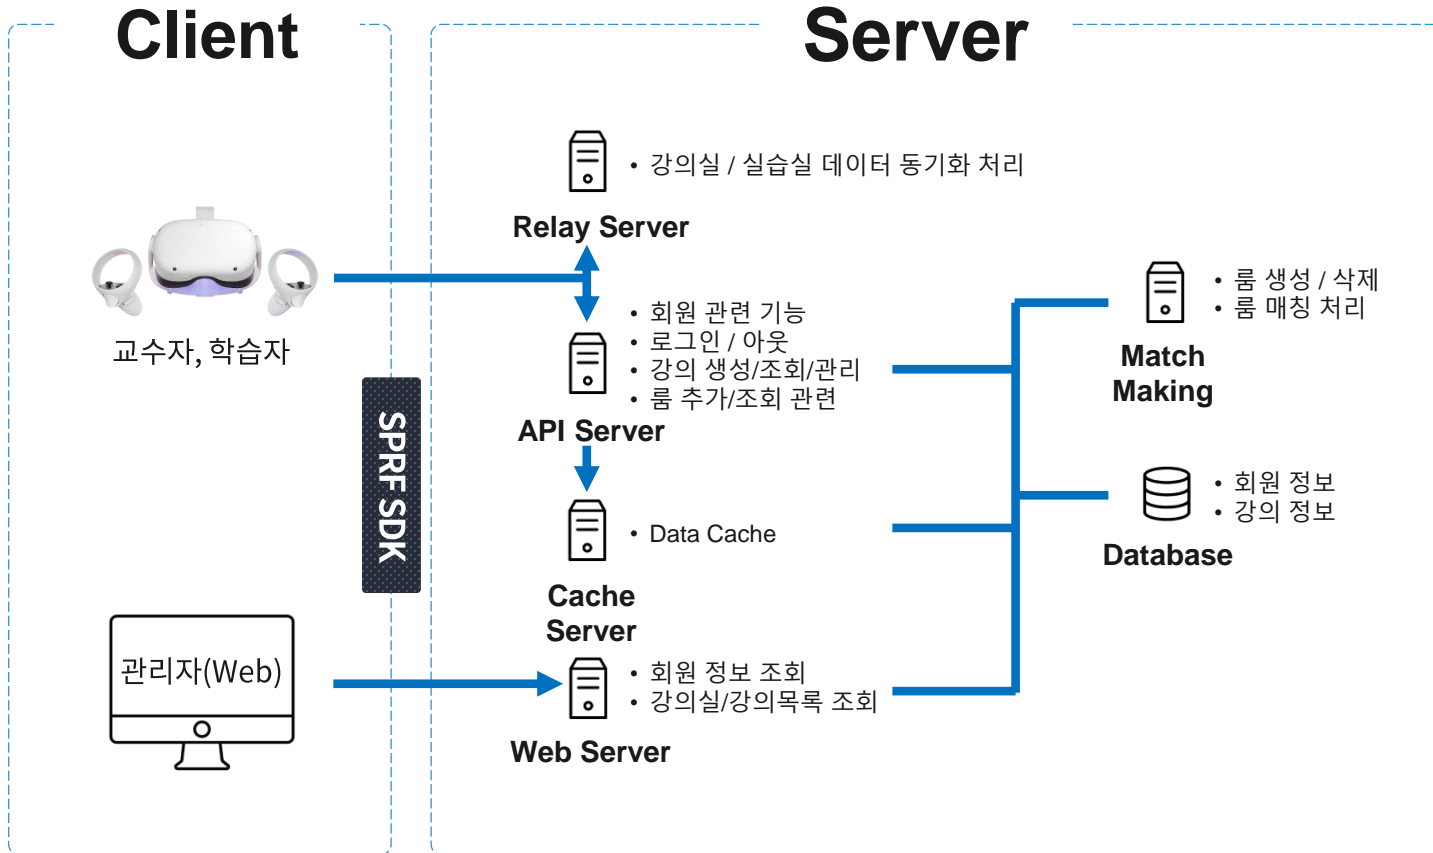 Client
Server
• 강의실 / 실습실 데이터 동기화 처리
Relay Server
교수자, 학습자
• 회원 관련 기능
• 로그인 / 아웃
• 강의 생성/조회/관리
• 룸 추가/조회 관련
API Server
• 룸 생성 / 삭제
• 룸 매칭 처리
Match
Making
SPRF SDK
• Data Cache
Cache
Server
• 회원 정보
• 강의 정보
Database
관리자(Web)
• 회원 정보 조회
• 강의실/강의목록 조회
Web Server